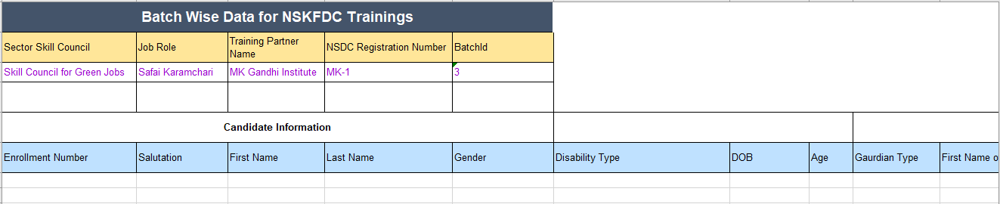 Batch Wise Data for NSKFDC Trainings
Sector Skill Council Job Role Training Partner Name NSDC Registration Number BatchId
Skill Council for Green Jobs Safai Karamchari MK Gandhi Institute MK-1 3
Candidate Information
Enrollment Number Salutation First Name Last Name Gender Disability Type DOB Age Gaurdian Type First Name o